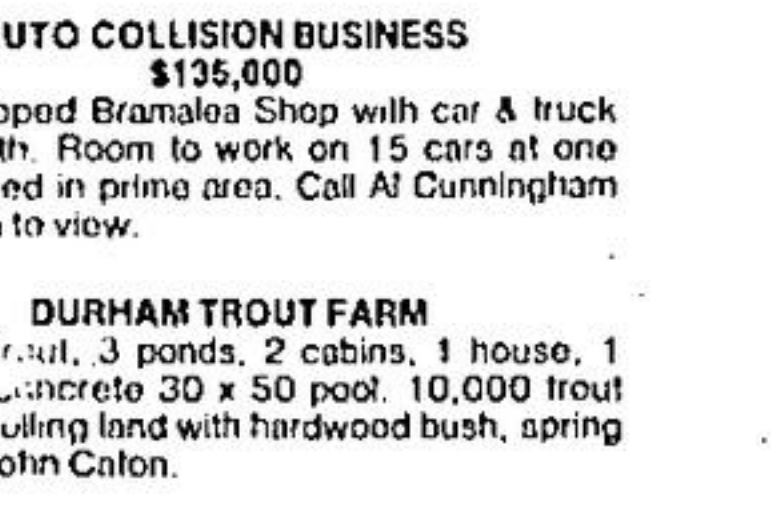 UTO COLLISION BUSINESS
$135,000
pped Bramalea Shop with car & truck
th. Room to work on 15 cars at one
ed in prime area. Call Al Cunningham
to view.
DURHAM TROUT FARM
3 ponds, 2 cabins, 1 house, 1
concrete 30 x 50 pool. 10,000 trout
olling land with hardwood bush, spring
ohn Caton.